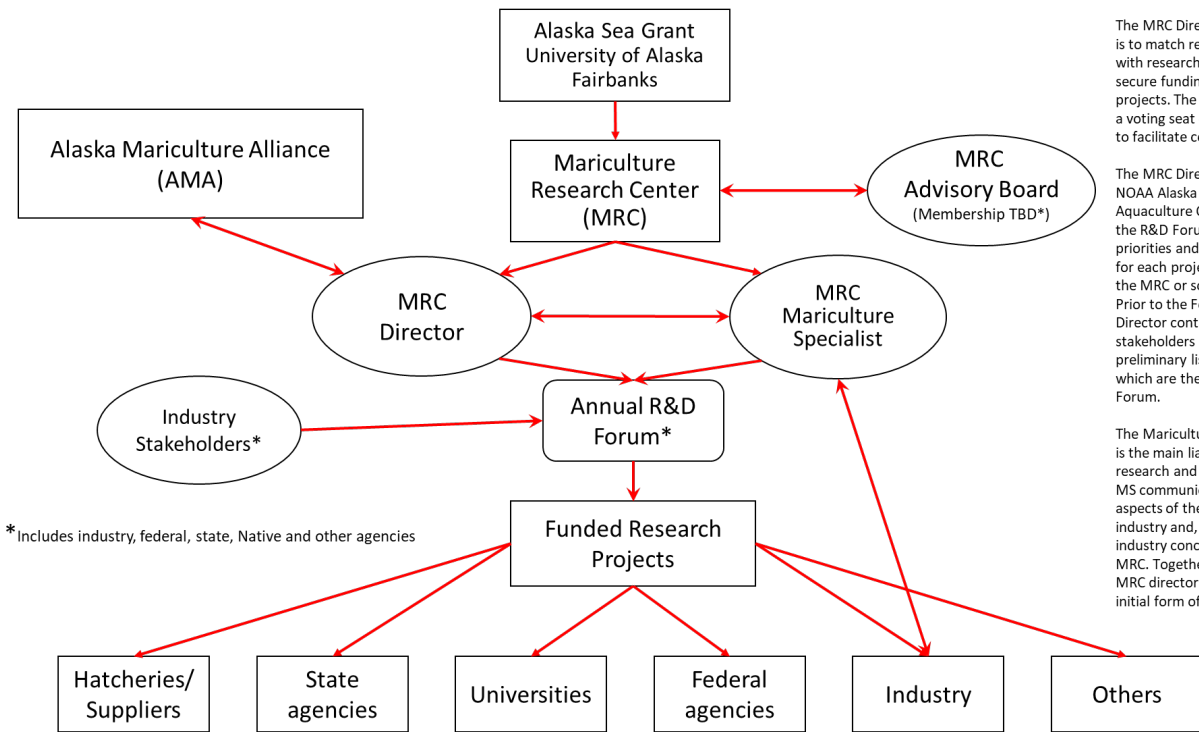 Alaska Sea Grant
University of Alaska
Fairbanks
Alaska Mariculture Alliance
(AMA)
Mariculture
Research Center
(MRC)
MRC
Advisory Board
(Membership TBD*)
MRC
Director
MRC
Mariculture
Specialist
Industry
Stakeholders*
Annual R&D
Forum*
*Includes industry, federal, state, Native and other agencies
Funded Research
Projects
Hatcheries/
Suppliers
State
agencies
Universities
Federal
agencies
Industry
Others
The MRC Dire
is to match re
with research
secure fundin
projects. The
a voting seat
to facilitate c
The MRC Dire
NOAA Alaska
Aquaculture C
the R&D Foru
priorities and
for each proje
the MRC or so
Prior to the F
Director cont
stakeholders
preliminary lis
which are the
Forum.
The Maricultu
is the main lia
research and
MS communic
aspects of the
industry and,
industry conc
MRC. Togethe
MRC director
initial form of